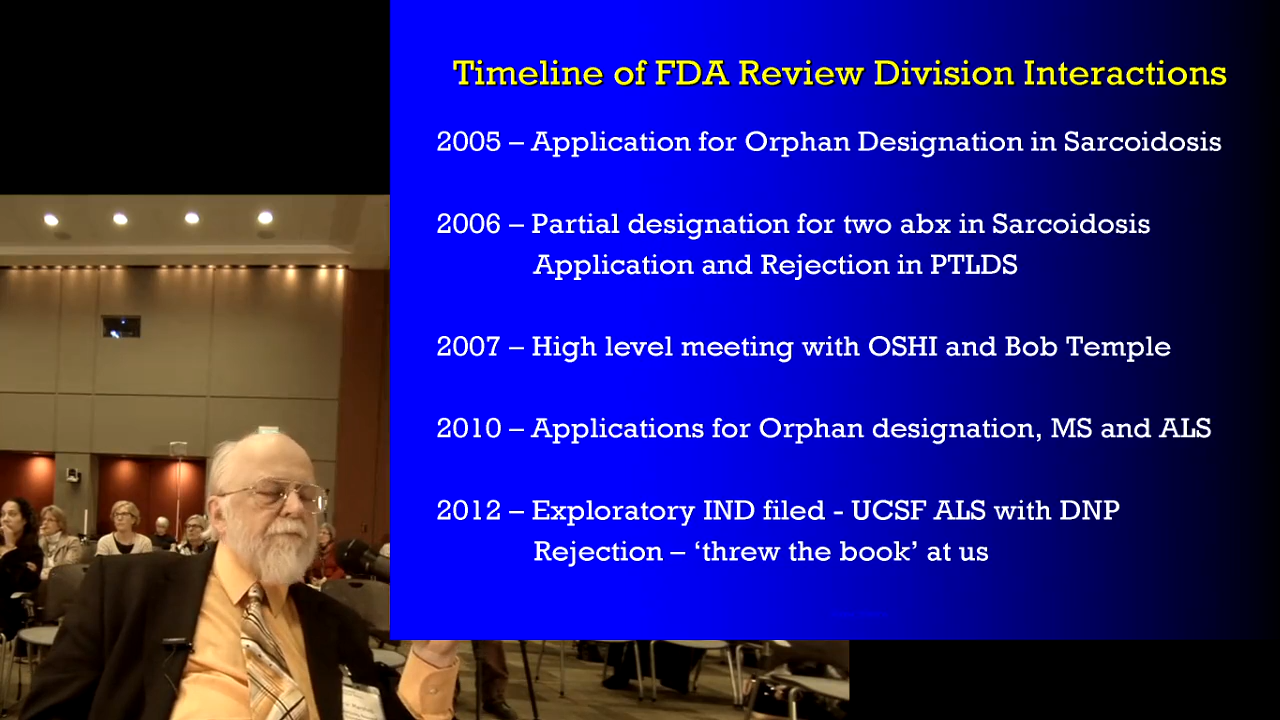 Timeline of FDA Review Division Interactions
2005 – Application for Orphan Designation in Sarcoidosis
2006 – Partial designation for two abx in Sarcoidosis
Application and Rejection in PTLDS
2007 – High level meeting with OSHI and Bob Temple
2010 – Applications for Orphan designation, MS and ALS
2012 – Exploratory IND filed - UCSF ALS with DNP
Rejection – ‘threw the book’ at us